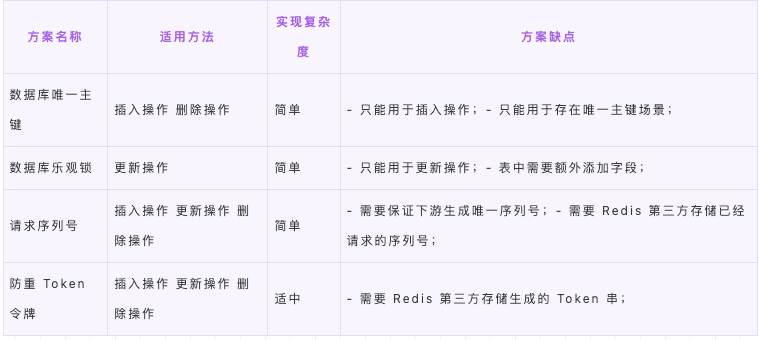 方案名称
适用方法
实现复杂
度
方案缺点
数据库唯一主
键
插入操作 删除操作
简单
- 只能用于插入操作；- 只能用于存在唯一主键场景；
数据库乐观锁
更新操作
简单
- 只能用于更新操作；- 表中需要额外添加字段；
请求序列号
插入操作 更新操作 删
除操作
简单
- 需要保证下游生成唯一序列号；- 需要 Redis 第三方存储已经
请求的序列号；
防重 Token
令牌
插入操作 更新操作 删
除操作
适中
- 需要 Redis 第三方存储生成的 Token 串；